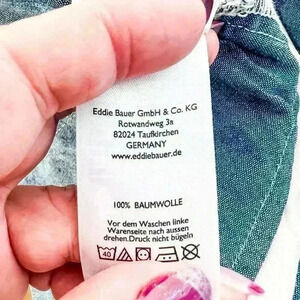 Eddie Bauer GmbH & Co. KG
Rotwandweg 3a
82024 Taufkirchen
GERMANY
www.eddiebauer.de
100% BAUMWOLLE
Vor dem Waschen linke
Warenseite nach aussen
drehen.Druck nicht bügeln
40